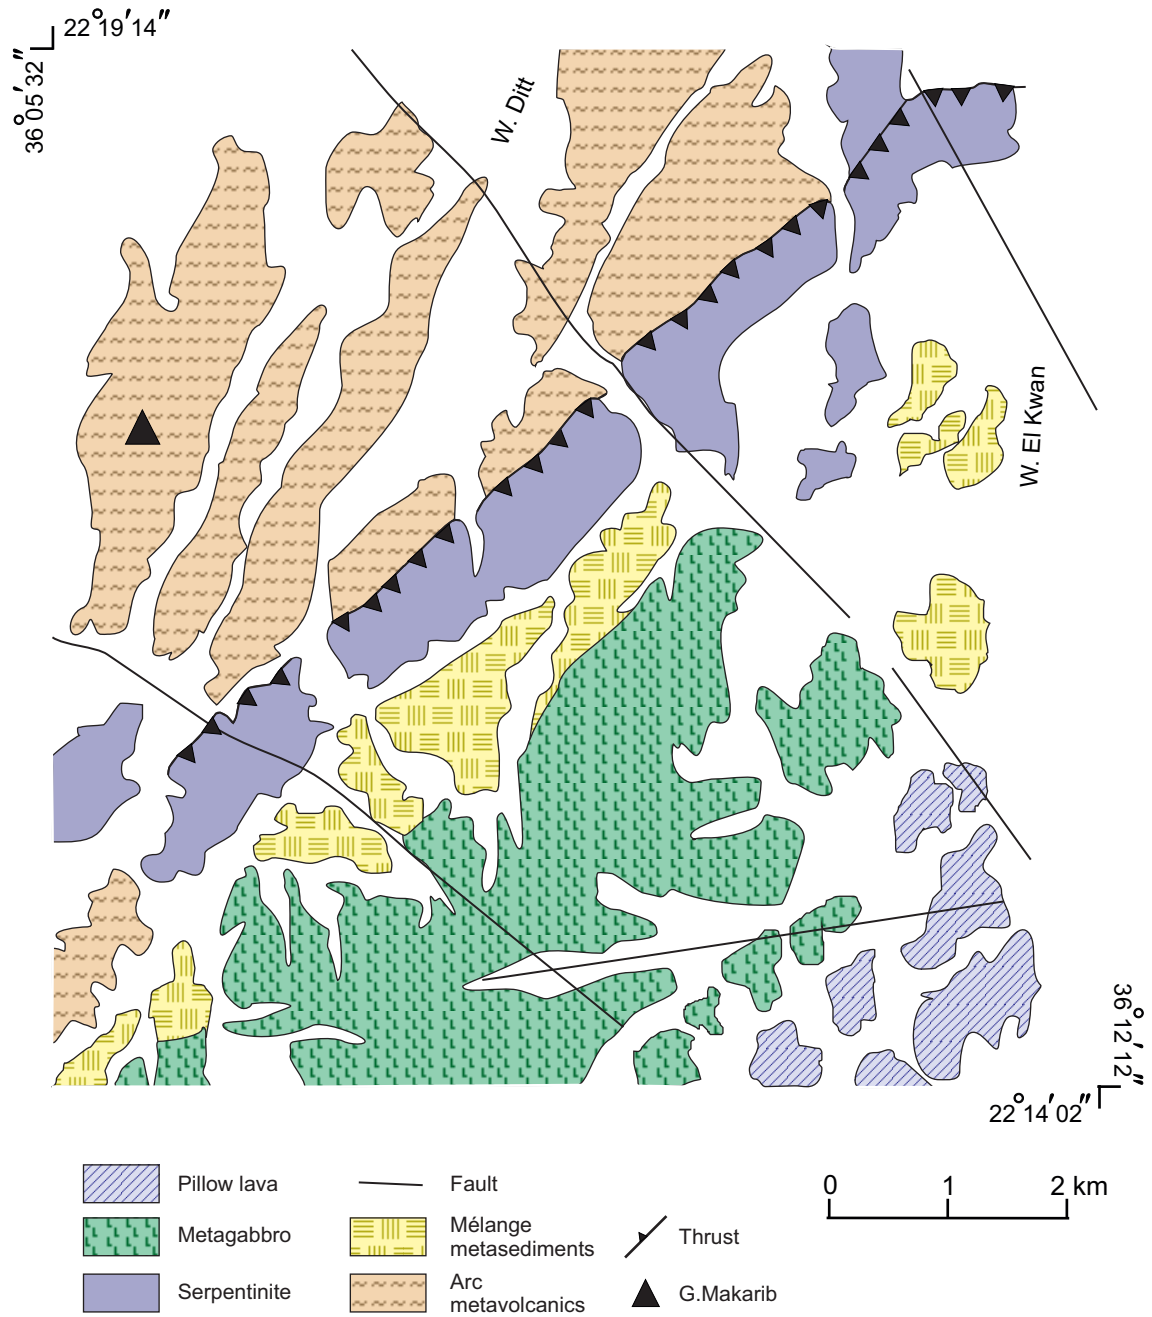 22°19′14″
36°05′32″
W. Ditt
W. El Kwan
36°12′12″
22°14′02″
Pillow lava
Metagabbro
Serpentinite
Fault
Mélange
metasediments
Arc
metavolcanics
Thrust
G.Makarib
0 1 2 km